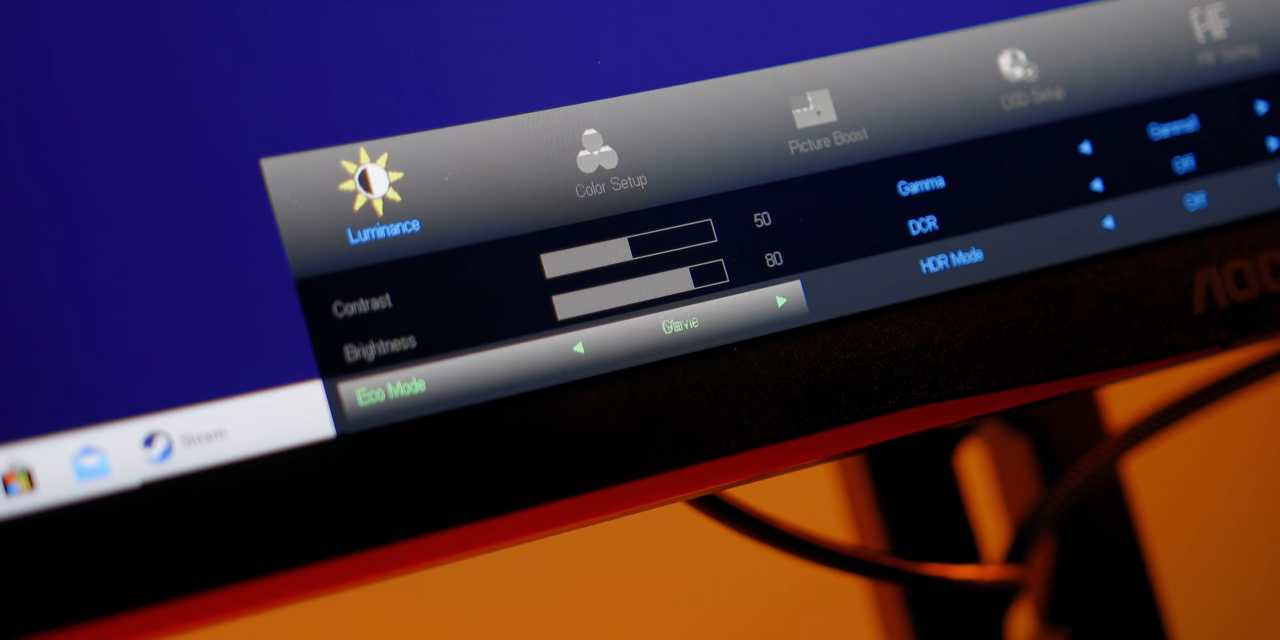 Luminance
Color Setup
Picture Boost
OSD Setup
Contrast 50 Gamma
Brightness 80 DCR Off
Eco Mode HDR Mode Off
AOC
Steam